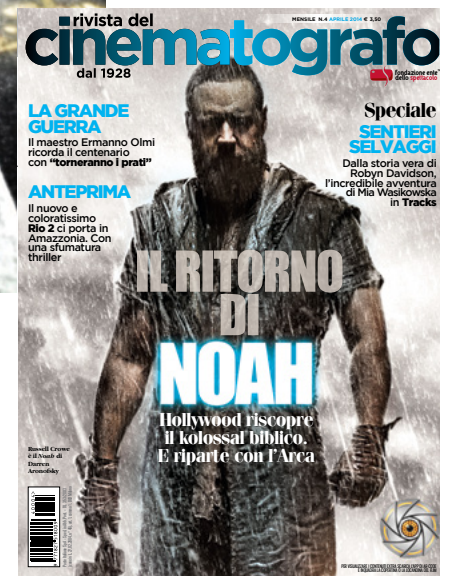 rivista del
MENSILE N.4 APRILE 2014 € 3,50
cinematografo
dal 1928
fondazione ente
dello spettacolo
LA GRANDE
GUERRA
Il maestro Ermanno Olmi
ricorda il centenario
con “torneranno i prati”
ANTEPRIMA
Il nuovo e
coloratissimo
Rio 2 ci porta in
Amazzonia. Con
una sfumatura
thriller
Speciale
SENTIERI
SELVAGGI
Dalla storia vera di
Robyn Davidson,
l’incredibile avventura
di Mia Wasikowska
in Tracks
IL RITORNO
DI
NOAH
Hollywood riscopre
il kolossal biblico.
E riparte con l’Arca
Russell Crowe
è il Noah di
Darren
Aronofsky